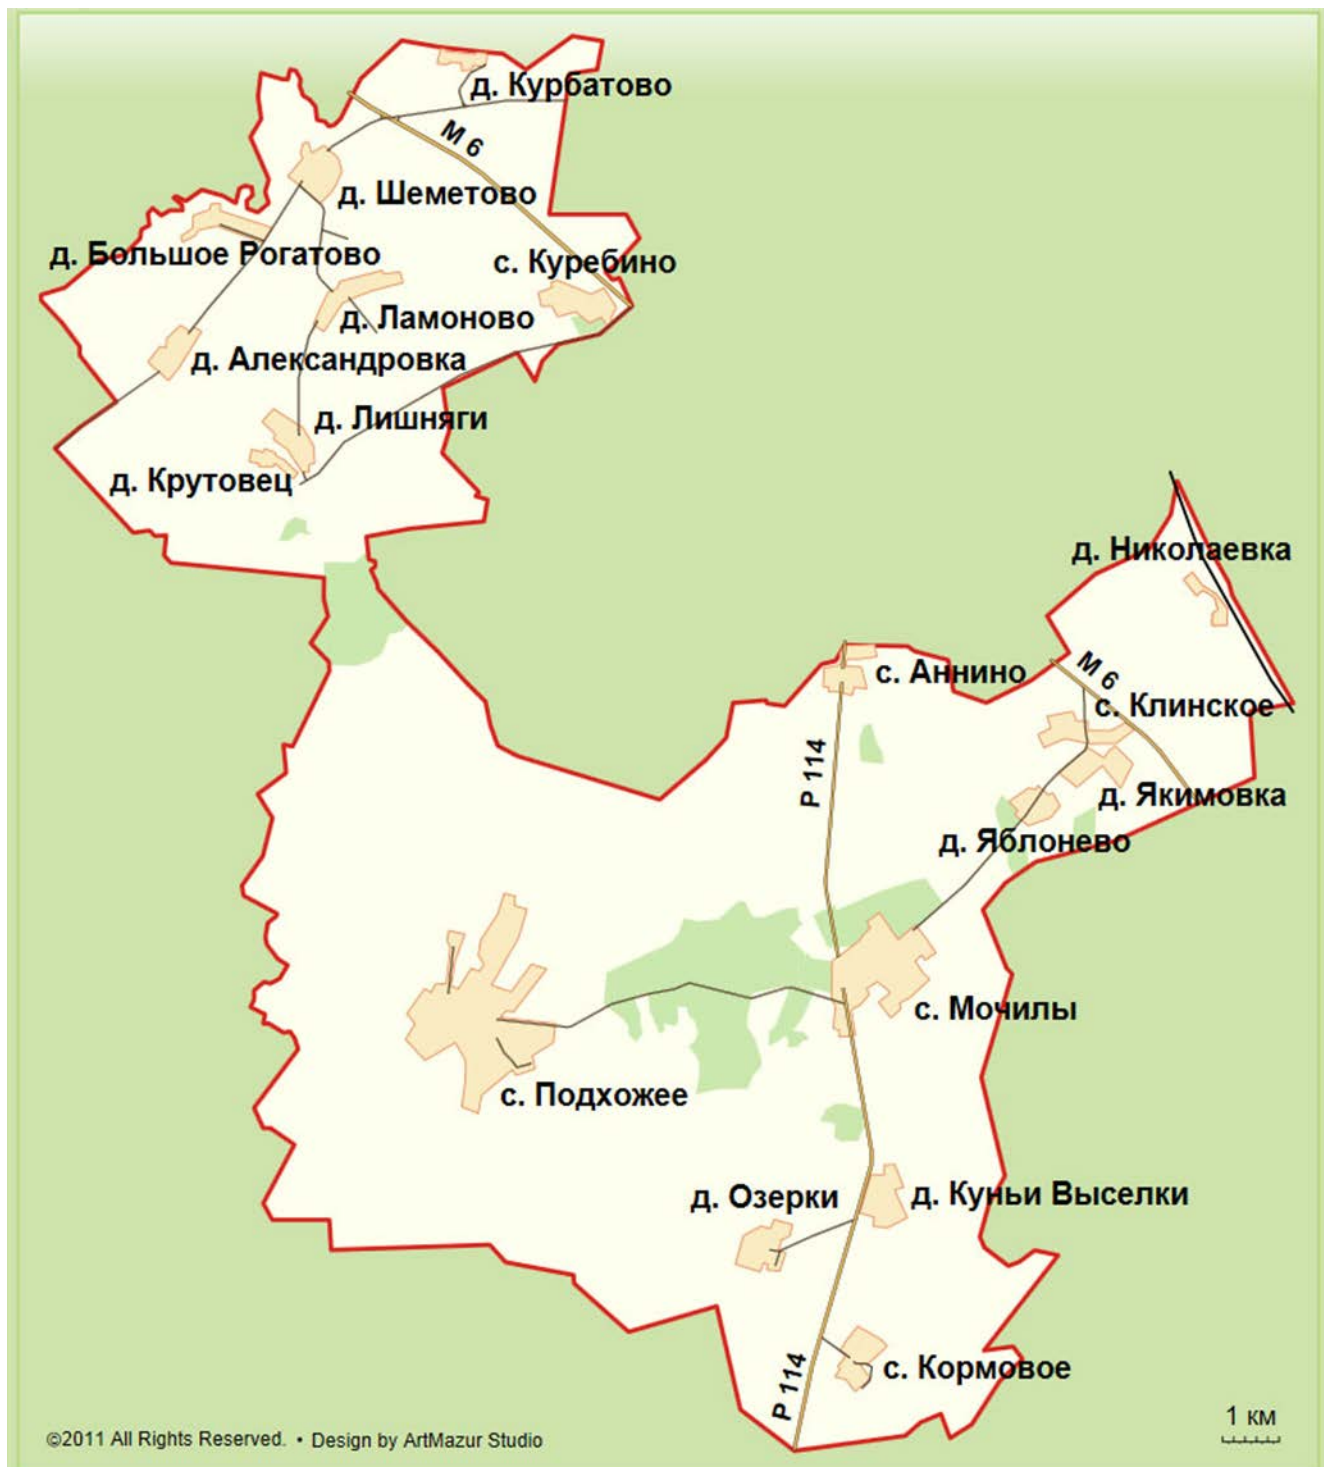 д. Курбатово
М 6
д. Шеметово
д. Большое Рогатово
с. Куребино
д. Ламоново
д. Александровка
д. Лишняги
д. Крутовец
д. Николаевка
с. Аннино
М 6
с. Клинское
Р 114
д. Якимовка
д. Яблонево
с. Мочилы
с. Подхожее
д. Озерки
д. Куньи Выселки
с. Кормовое
Р 114
1 км
©2011 All Rights Reserved. • Design by ArtMazur Studio